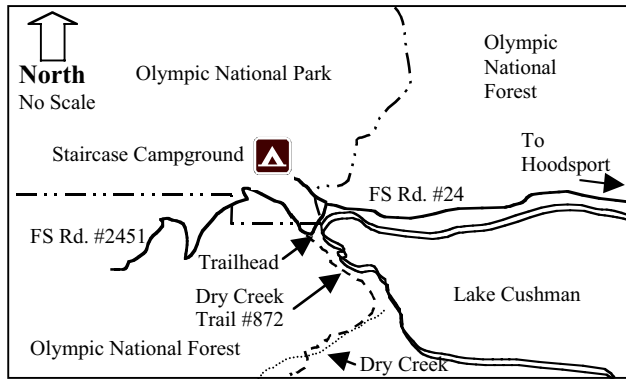 North
No Scale
Olympic National Park
Olympic
National
Forest
Staircase Campground
To
Hoodsport
FS Rd. #24
FS Rd. #2451
Trailhead
Dry Creek
Trail #872
Lake Cushman
Olympic National Forest
Dry Creek